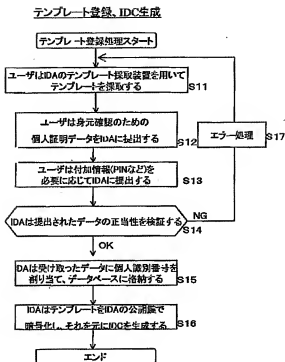 テンプレート登録、IDC生成
テンプレート登録処理スタート
ユーザはIDAのテンプレート採取装置を用いて
テンプレートを採取する
S11
ユーザは身元確認のための
個人証明データをIDAに提出する
S12
エラー処理
S17
ユーザは付加情報(PINなど)を
必要に応じてIDAに提出する
S13
IDAは提出されたデータの正当性を検証する
NG
S14
OK
IDAは受け取ったデータに個人識別番号を
割り当て、データベースに格納する
S15
IDAはテンプレートをIDAの公開鍵で
暗号化し、それを元にIDCを生成する
S16
エンド